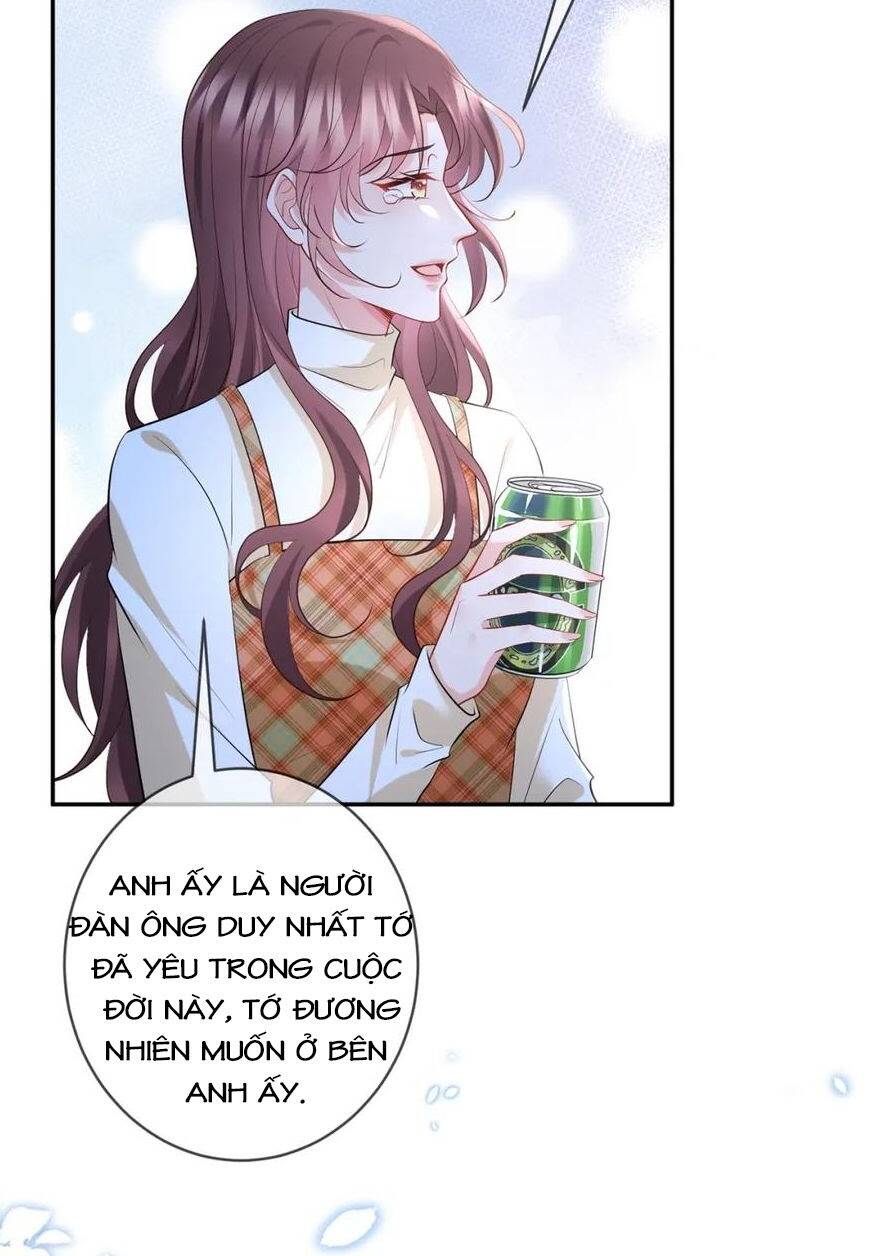 ANH ẤY LÀ NGƯỜI
ĐÀN ÔNG DUY NHẤT TỚ
ĐÃ YÊU TRONG CUỘC
ĐỜI NÀY, TỚ ĐƯƠNG
NHIÊN MUỐN Ở BÊN
ANH ẤY.